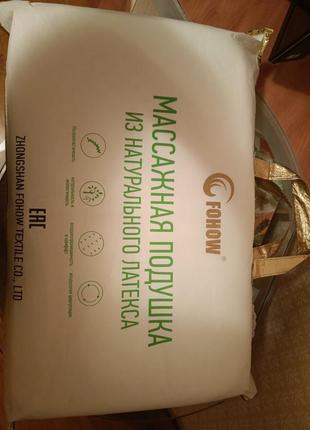 FOHOW®
МАССАЖНАЯ ПОДУШКА
ИЗ НАТУРАЛЬНОГО ЛАТЕКСА
EAC
ZHONGSHAN FOHOW TEXTILE CO., LTD